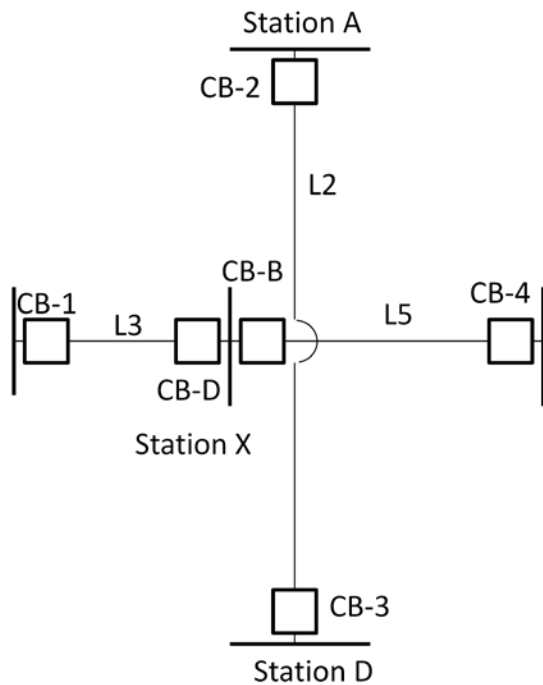 Station A
CB-2
L2
CB-B
CB-1
CB-4
L3
L5
CB-D
Station X
CB-3
Station D